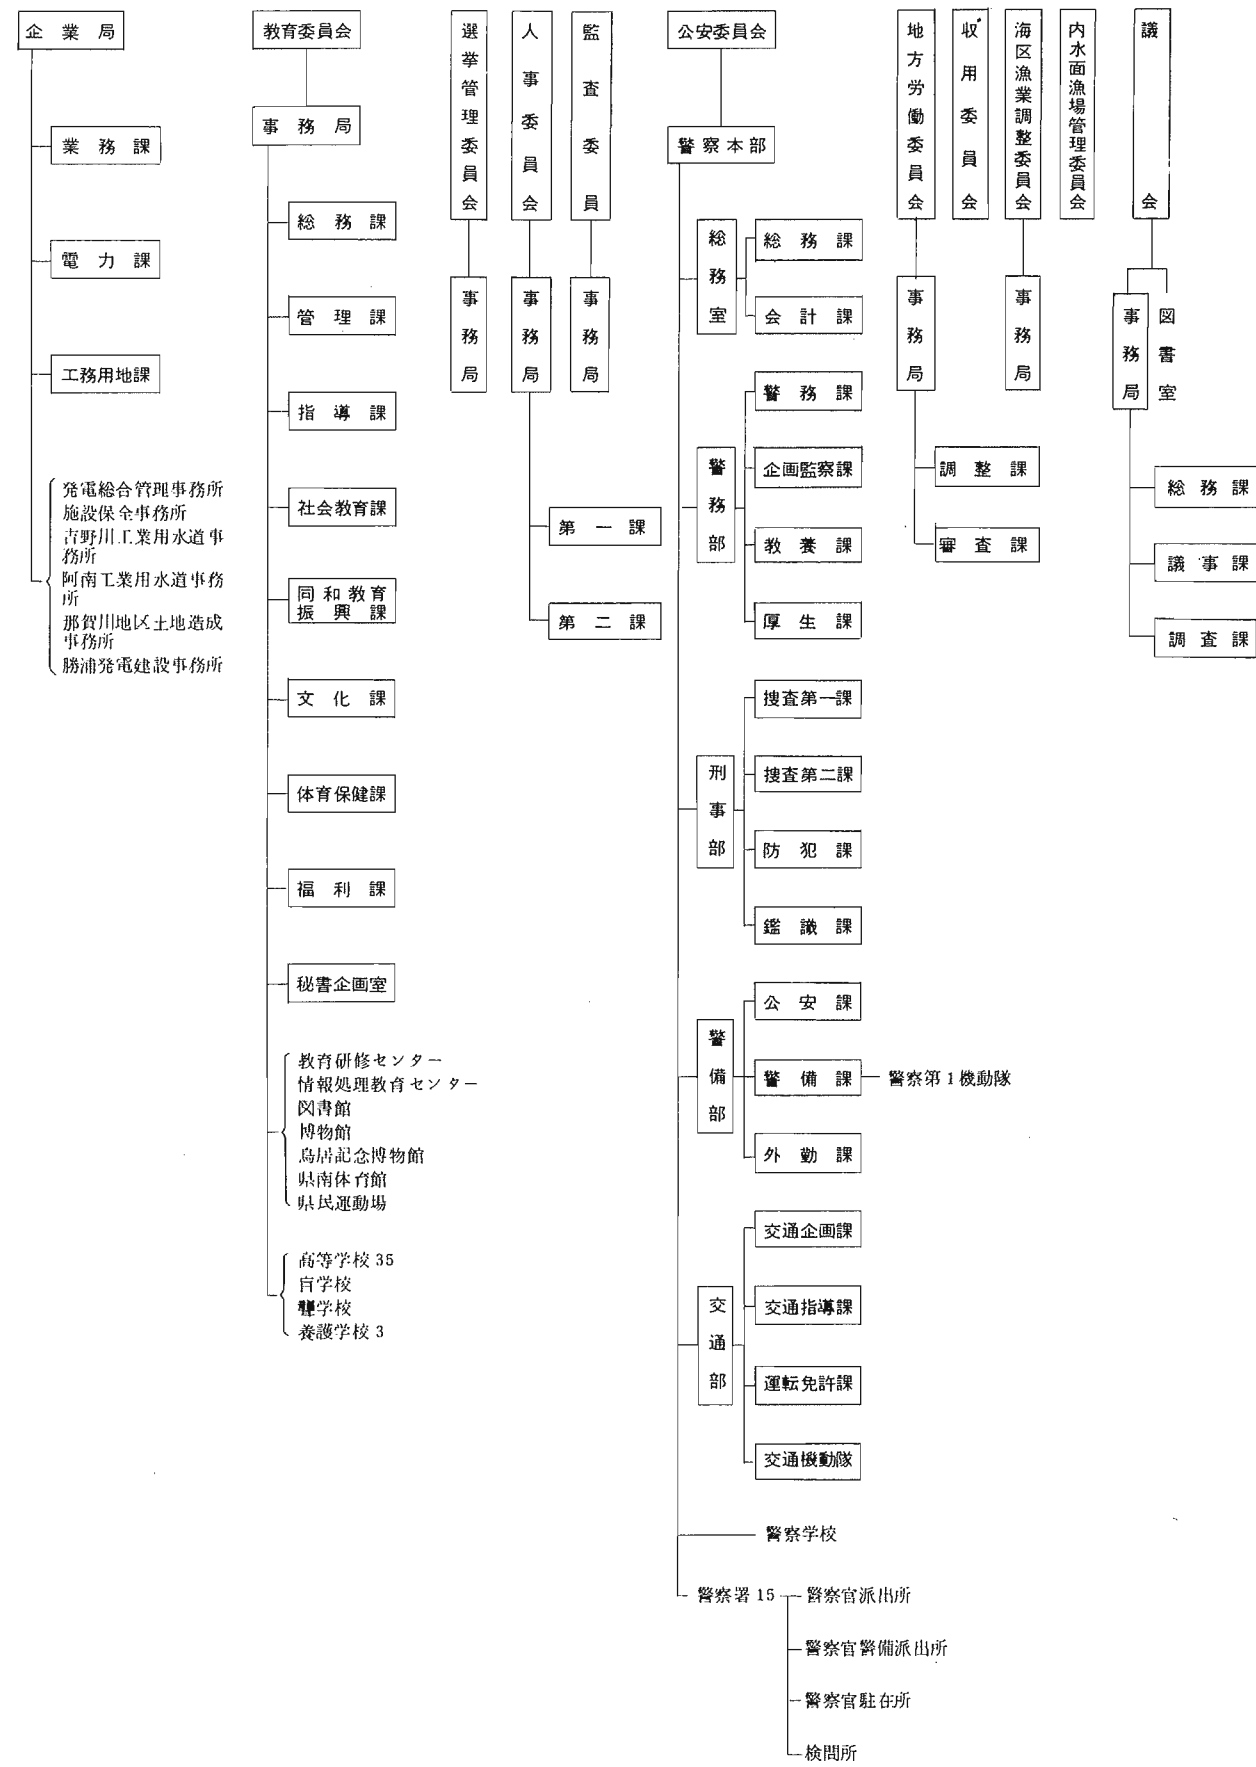 企業局
業務課
電力課
工務用地課
発電総合管理事務所
施設保全事務所
吉野川工業用水道事
務所
阿南工業用水道事務
所
那賀川地区土地造成
事務所
勝浦発電建設事務所
教育委員会
事務局
総務課
管理課
指導課
社会教育課
同和教育
振興課
文化課
体育保健課
福利課
秘書企画室
教育研修センター
情報処理教育センター
図書館
博物館
鳥居記念博物館
県南体育館
県民運動場
高等学校 35
盲学校
聾学校
養護学校 3
選挙管理委員会
事務局
人事委員会
事務局
第一課
第二課
監査委員
事務局
公安委員会
警察本部
総務室
総務課
会計課
警務部
警務課
企画監察課
教養課
厚生課
刑事部
捜査第一課
捜査第二課
防犯課
鑑識課
警備部
公安課
警備課
警察第1機動隊
外勤課
交通部
交通企画課
交通指導課
運転免許課
交通機動隊
警察学校
警察署 15
警察官派出所
警察官警備派出所
警察官駐在所
検問所
地方労働委員会
事務局
調整課
審査課
収用委員会
海区漁業調整委員会
事務局
内水面漁場管理委員会
議会
事務局
図書室
総務課
議事課
調査課